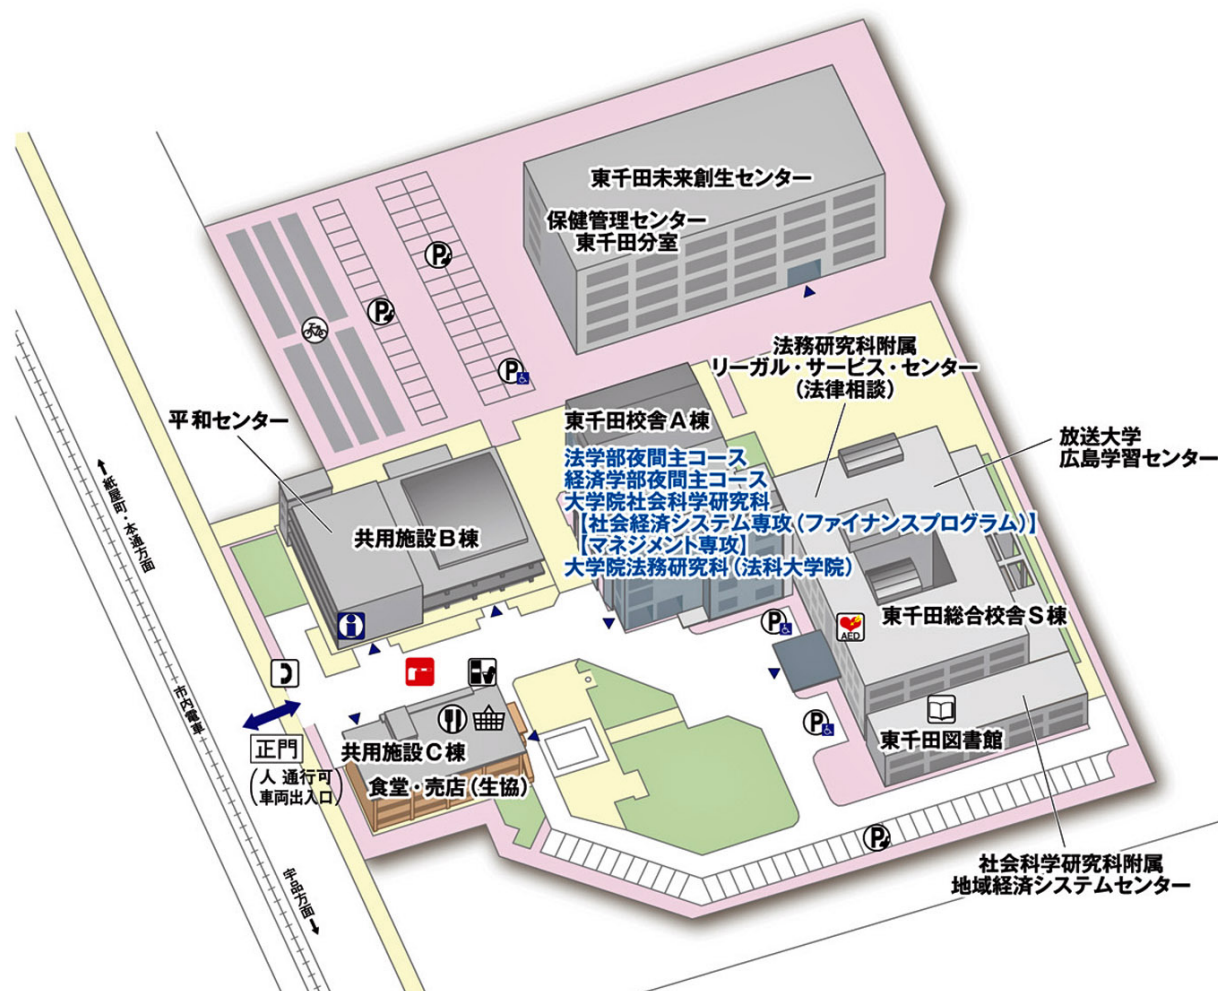 東千田未来創生センター
保健管理センター
東千田分室
法務研究科附属
リーガル・サービス・センター
（法律相談）
平和センター
東千田校舎Ａ棟
法学部夜間主コース
経済学部夜間主コース
大学院社会科学研究科
【社会経済システム専攻（ファイナンスプログラム）】
【マネジメント専攻】
大学院法務研究科（法科大学院）
放送大学
広島学習センター
共用施設Ｂ棟
東千田総合校舎Ｓ棟
AED
紙屋町・本通方面
市内電車
正門
（人 通行可
車両出入口）
共用施設Ｃ棟
食堂・売店（生協）
東千田図書館
宇品方面
社会科学研究科附属
地域経済システムセンター
P
P
P
P
P
P
i